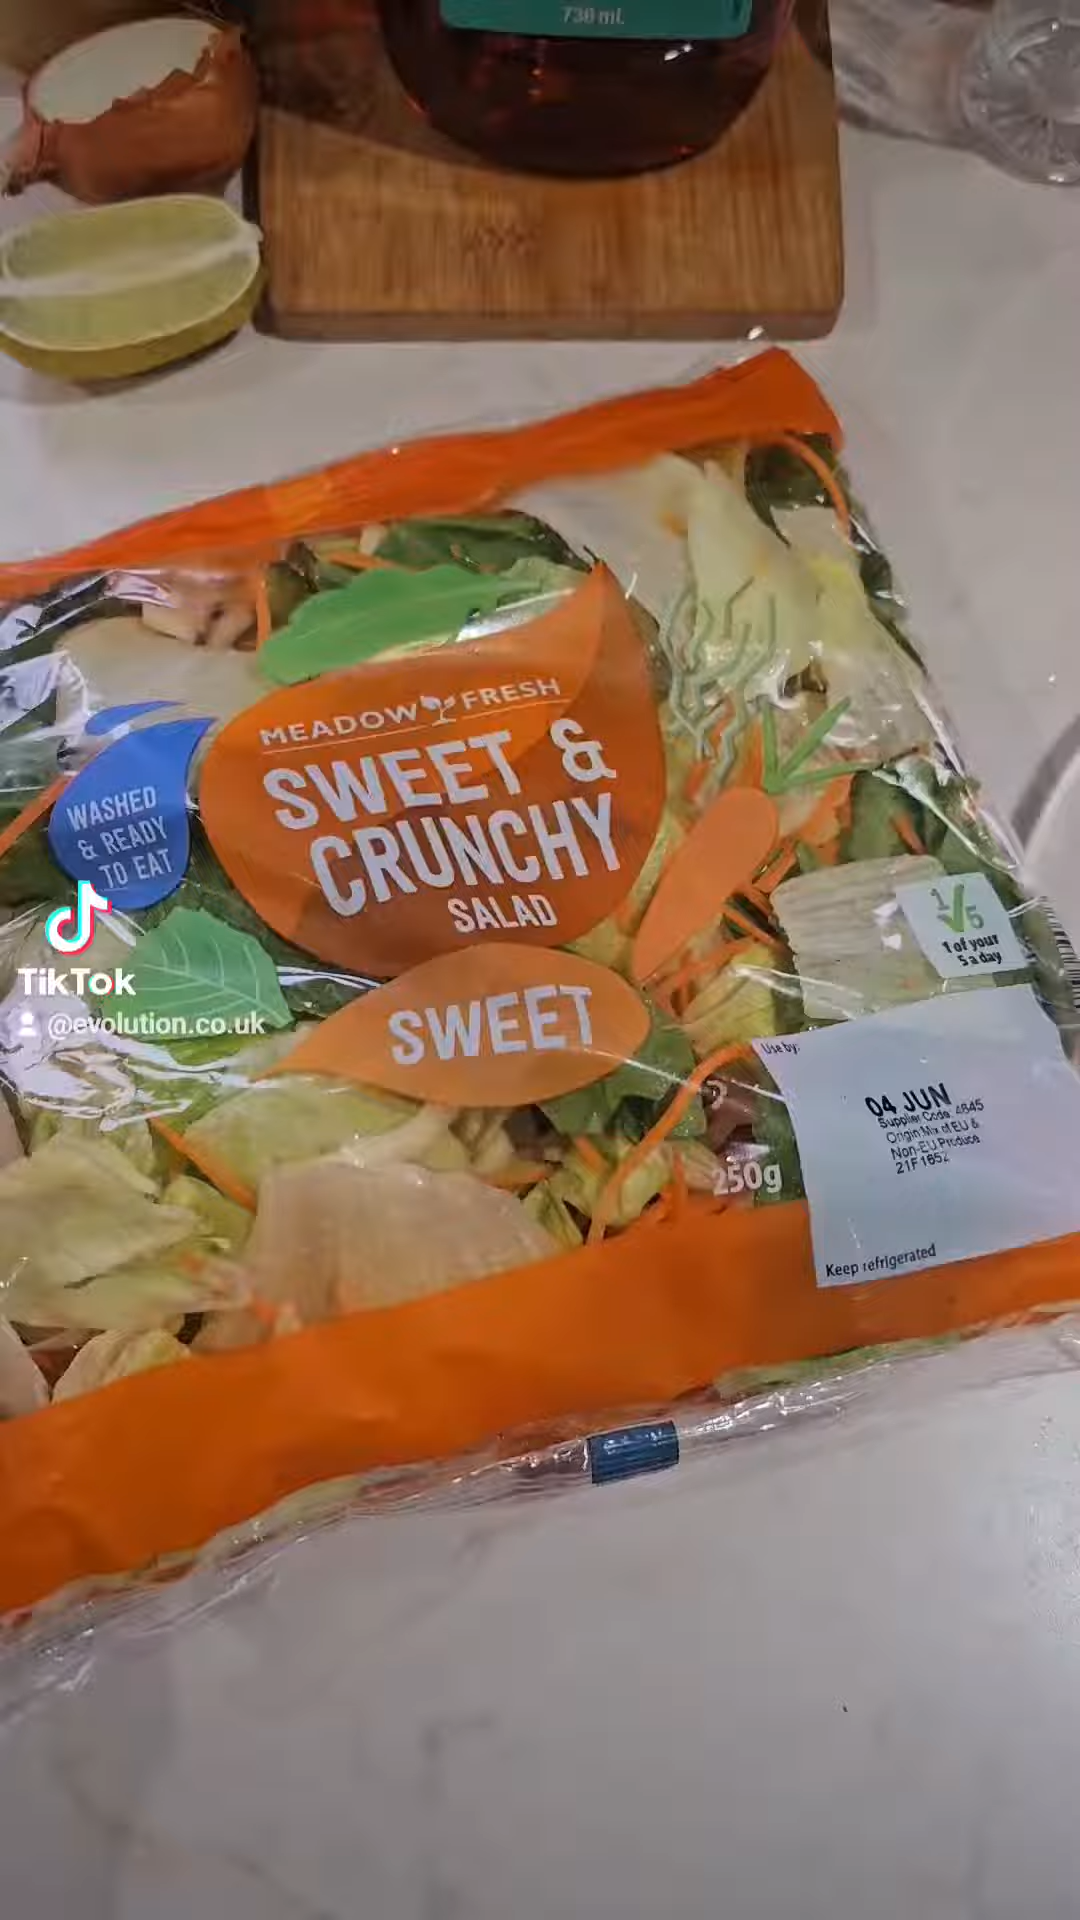 736 mL
MEADOW FRESH
SWEET &
CRUNCHY
SALAD
WASHED
& READY
TO EAT
SWEET
1 5
1 of your
5 a day
Use by:
04 JUN
Supplier Code: 4645
Origin Mix of EU &
Non-EU Produce
250g
Keep refrigerated
TikTok
@evolution.co.uk